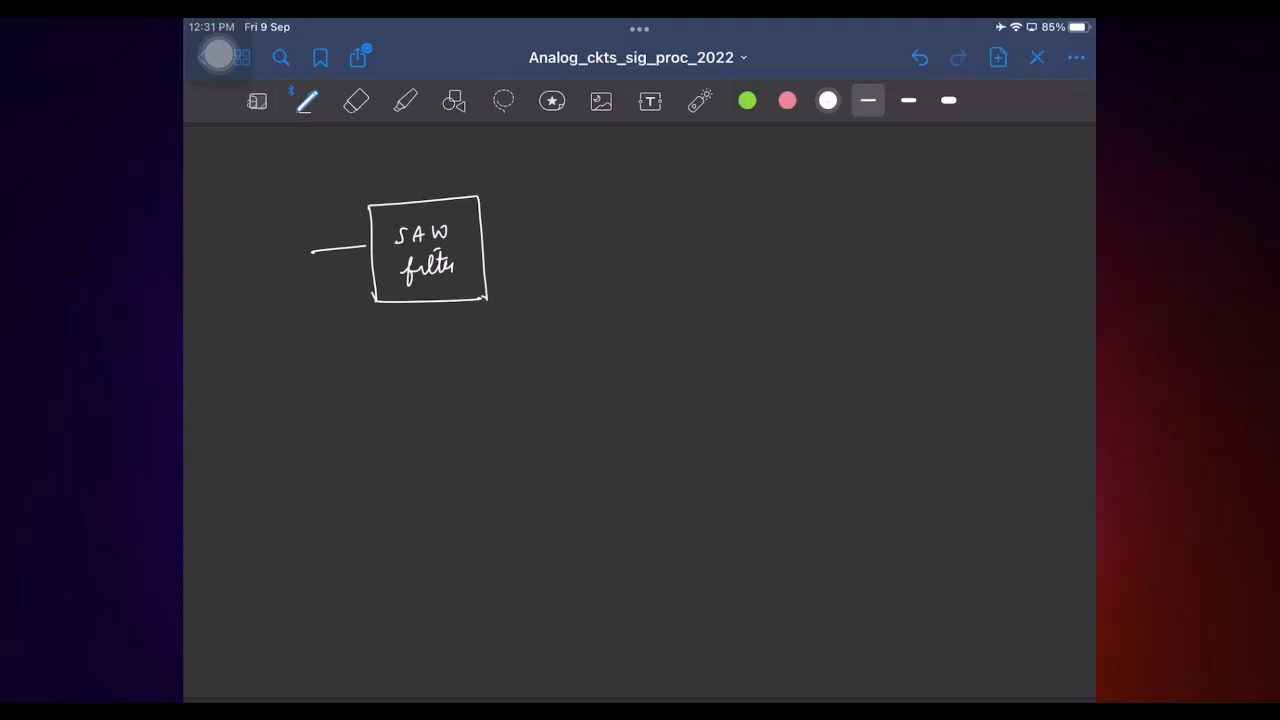 12:31 PM Fri 9 Sep
85%
Analog_ckts_sig_proc_2022
T
SAW
filter